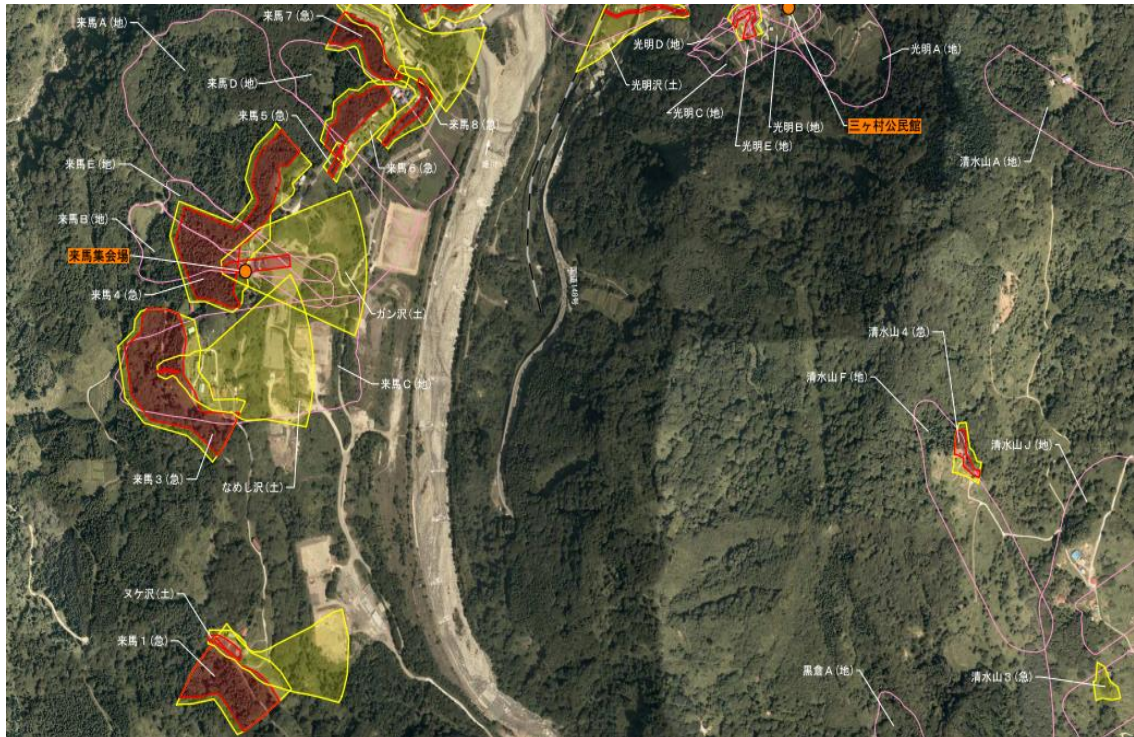 来馬7(急)
来馬A(地)
光明D(地)
光明A(地)
来馬D(地)
光明沢(土)
光明C(地)
来馬8(急)
来馬5(急)
光明B(地)
三ヶ村公民館
光明E(地)
来馬E(地)
来馬6(急)
清水山A(地)
来馬B(地)
来馬集会場
国道148号
来馬4(急)
ガン沢(土)
清水山4(急)
清水山F(地)
来馬C(地)
清水山J(地)
来馬3(急)
なめし沢(土)
ヌケ沢(土)
来馬1(急)
黒倉A(地)
清水山3(急)